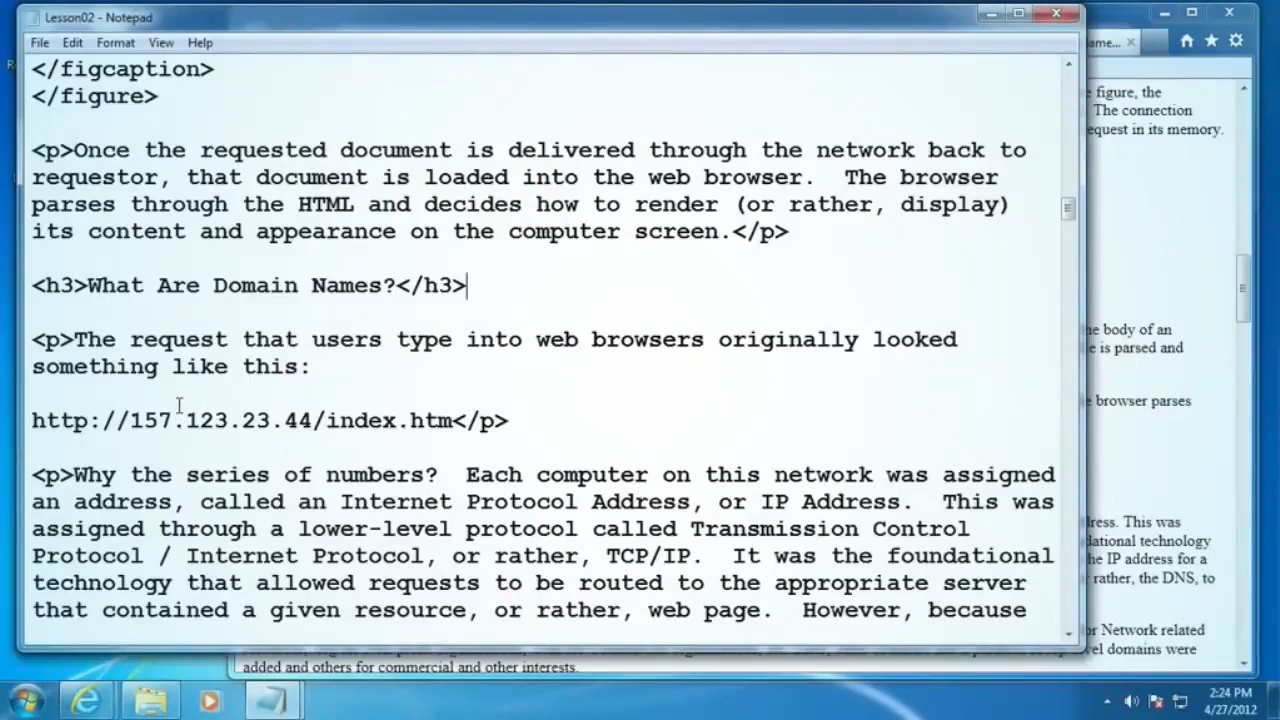 Lesson02 - Notepad
File Edit Format View Help
</figcaption>
</figure>
<p>Once the requested document is delivered through the network back to
requestor, that document is loaded into the web browser.  The browser
parses through the HTML and decides how to render (or rather, display)
its content and appearance on the computer screen.</p>
<h3>What Are Domain Names?</h3>
<p>The request that users type into web browsers originally looked
something like this:
http://157.123.23.44/index.htm</p>
<p>Why the series of numbers?  Each computer on this network was assigned
an address, called an Internet Protocol Address, or IP Address.  This was
assigned through a lower-level protocol called Transmission Control
Protocol / Internet Protocol, or rather, TCP/IP.  It was the foundational
technology that allowed requests to be routed to the appropriate server
that contained a given resource, or rather, web page.  However, because
ame...
figure, the
The connection
equest in its memory.
he body of an
e is parsed and
e browser parses
ress. This was
dational technology
he IP address for a
rather, the DNS, to
or Network related
vel domains were
added and others for commercial and other interests.
2:24 PM
4/27/2012